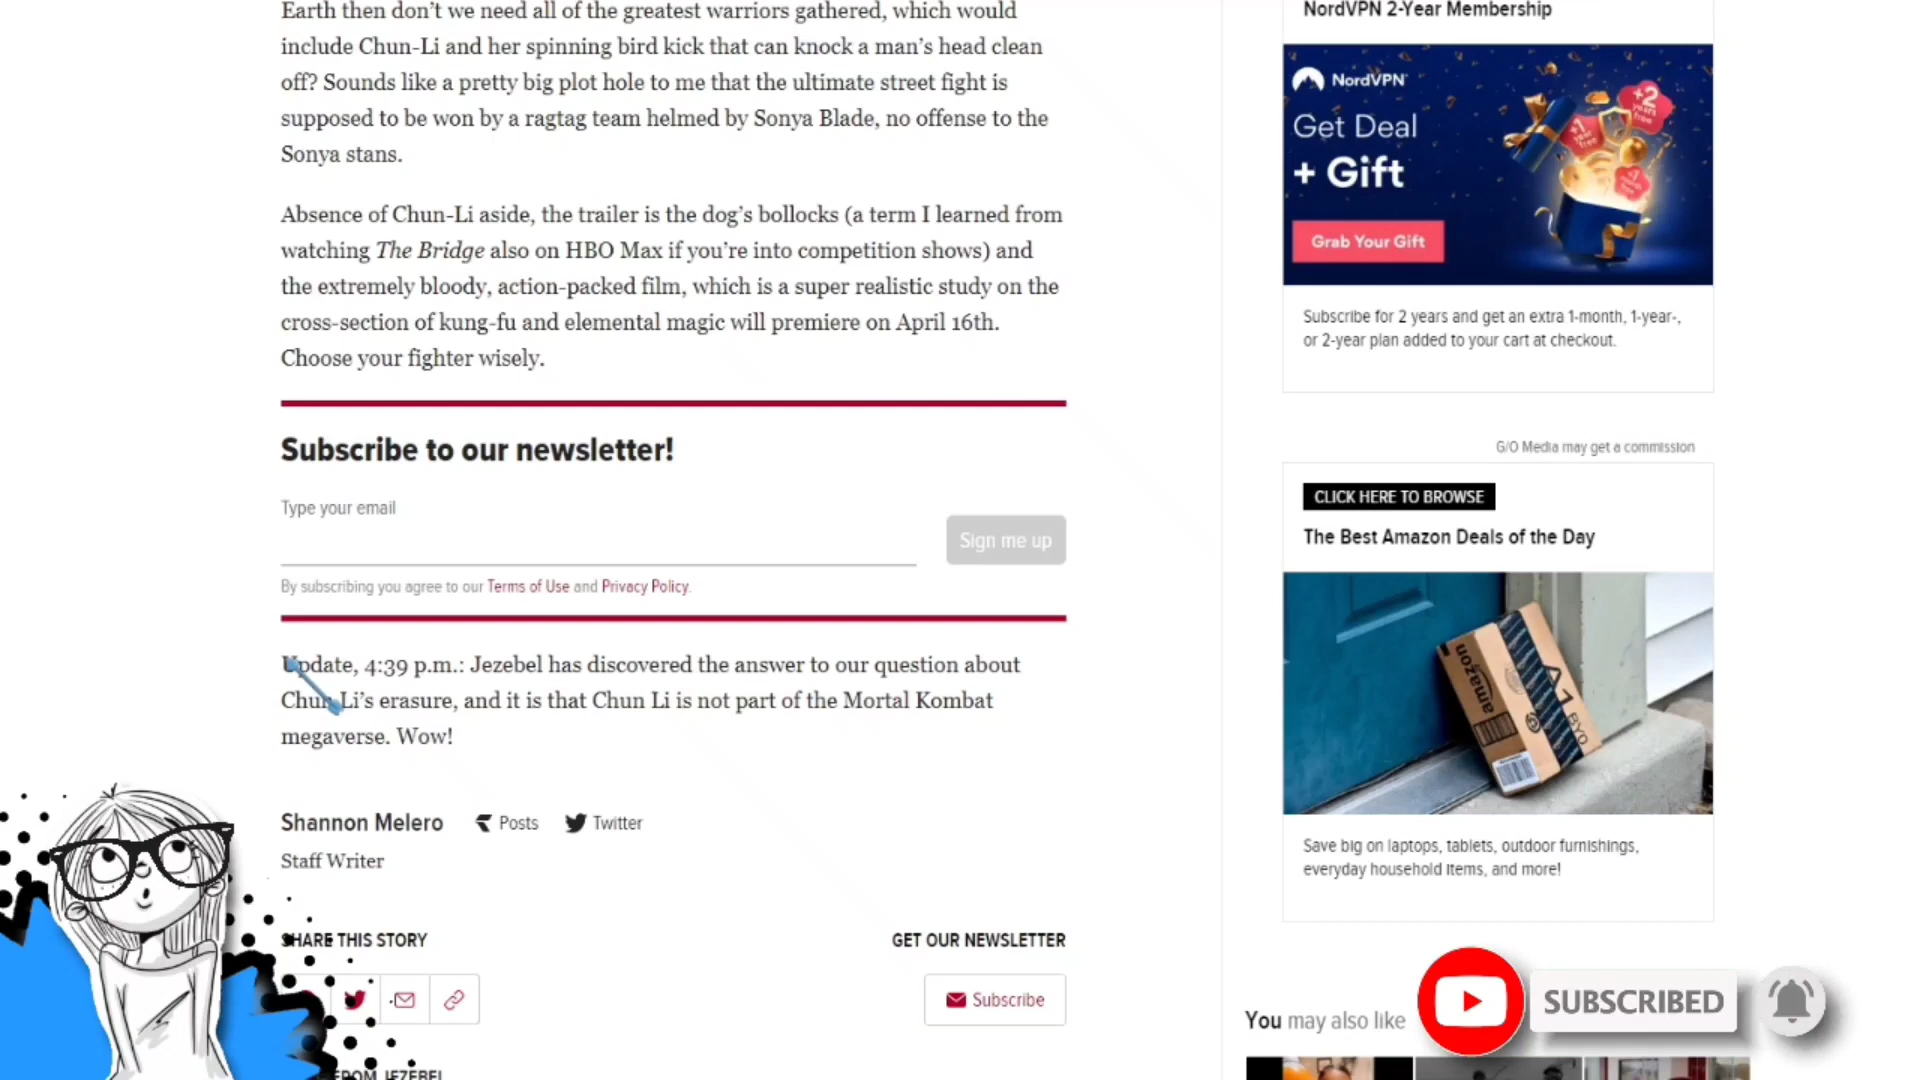 Earth then don't we need all of the greatest warriors gathered, which would
include Chun-Li and her spinning bird kick that can knock a man's head clean
off? Sounds like a pretty big plot hole to me that the ultimate street fight is
supposed to be won by a ragtag team helmed by Sonya Blade, no offense to the
Sonya stans.
Absence of Chun-Li aside, the trailer is the dog's bollocks (a term I learned from
watching The Bridge also on HBO Max if you're into competition shows) and
the extremely bloody, action-packed film, which is a super realistic study on the
cross-section of kung-fu and elemental magic will premiere on April 16th.
Choose your fighter wisely.
Subscribe to our newsletter!
Type your email
Sign me up
By subscribing you agree to our Terms of Use and Privacy Policy.
Update, 4:39 p.m.: Jezebel has discovered the answer to our question about
Chun Li's erasure, and it is that Chun Li is not part of the Mortal Kombat
megaverse. Wow!
Shannon Melero
Posts
Twitter
Staff Writer
SHARE THIS STORY
GET OUR NEWSLETTER
Subscribe
FROM JEZEBEL
NordVPN 2-Year Membership
NordVPN
+2
years
free
+1
year
free
Get Deal
+ Gift
Grab Your Gift
Subscribe for 2 years and get an extra 1-month, 1-year-,
or 2-year plan added to your cart at checkout.
G/O Media may get a commission
CLICK HERE TO BROWSE
The Best Amazon Deals of the Day
amazon
A1
BYO
Save big on laptops, tablets, outdoor furnishings,
everyday household items, and more!
You may also like
SUBSCRIBED